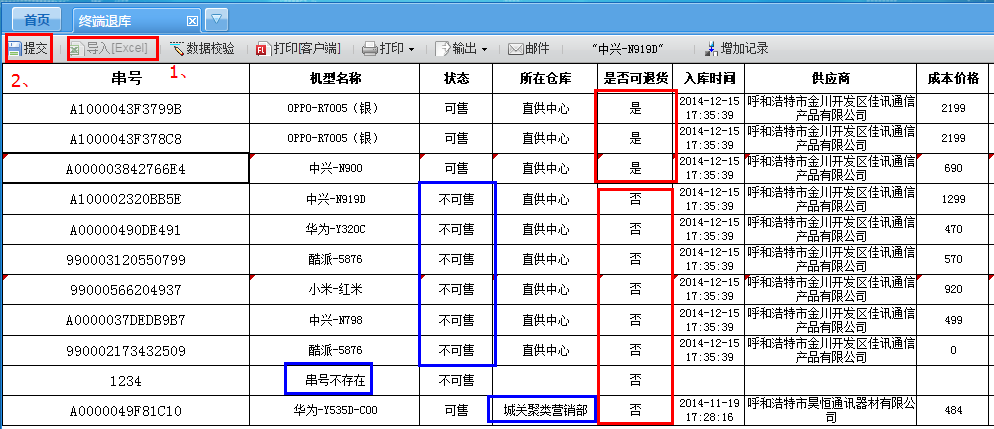 首页 终端退库
提交 导入[Excel] 数据校验 打印[客户端] 打印 输出 邮件 "中兴-N919D" 增加记录
2、 1、
串号 机型名称 状态 所在仓库 是否可退货 入库时间 供应商 成本价格
A1000043F3799B OPPO-R7005（银） 可售 直供中心 是 2014-12-15 17:35:39 呼和浩特市金川开发区佳讯通信产品有限公司 2199
A1000043F378C8 OPPO-R7005（银） 可售 直供中心 是 2014-12-15 17:35:39 呼和浩特市金川开发区佳讯通信产品有限公司 2199
A000003842766E4 中兴-N900 可售 直供中心 是 2014-12-15 17:35:39 呼和浩特市金川开发区佳讯通信产品有限公司 690
A100002320BB5E 中兴-N919D 不可售 直供中心 否 2014-12-15 17:35:39 呼和浩特市金川开发区佳讯通信产品有限公司 1299
A00000490DE491 华为-Y320C 不可售 直供中心 否 2014-12-15 17:35:39 呼和浩特市金川开发区佳讯通信产品有限公司 470
990003120550799 酷派-5876 不可售 直供中心 否 2014-12-15 17:35:39 呼和浩特市金川开发区佳讯通信产品有限公司 570
99000566204937 小米-红米 不可售 直供中心 否 2014-12-15 17:35:39 呼和浩特市金川开发区佳讯通信产品有限公司 920
A0000037DEDB9B7 中兴-N798 不可售 直供中心 否 2014-12-15 17:35:39 呼和浩特市金川开发区佳讯通信产品有限公司 499
990002173432509 酷派-5876 不可售 直供中心 否 2014-12-15 17:35:39 呼和浩特市金川开发区佳讯通信产品有限公司 0
1234 串号不存在 不可售 否
A0000049F81C10 华为-Y535D-C00 可售 城关聚类营销部 否 2014-11-19 17:28:16 呼和浩特市昊恒通讯器材有限公司 484